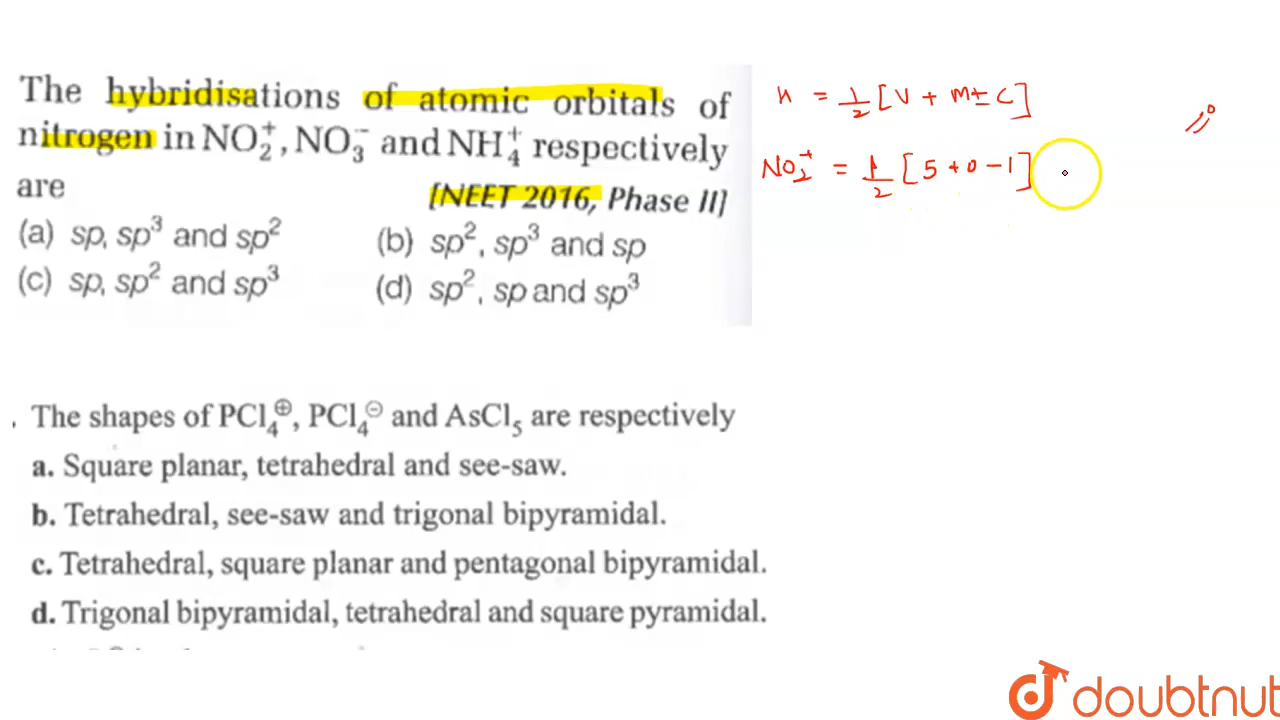 The hybridisations of atomic orbitals of
nitrogen in NO₂⁺, NO₃⁻ and NH₄⁺ respectively
are [NEET 2016, Phase II]
(a) sp, sp³ and sp² (b) sp², sp³ and sp
(c) sp, sp² and sp³ (d) sp², sp and sp³
H = 1/2 [V + M ± C]
NO₂⁺ = 1/2 [5 + 0 − 1]
. The shapes of PCl₄⊕, PCl₄⊖ and AsCl₅ are respectively
a. Square planar, tetrahedral and see-saw.
b. Tetrahedral, see-saw and trigonal bipyramidal.
c. Tetrahedral, square planar and pentagonal bipyramidal.
d. Trigonal bipyramidal, tetrahedral and square pyramidal.
doubtnut